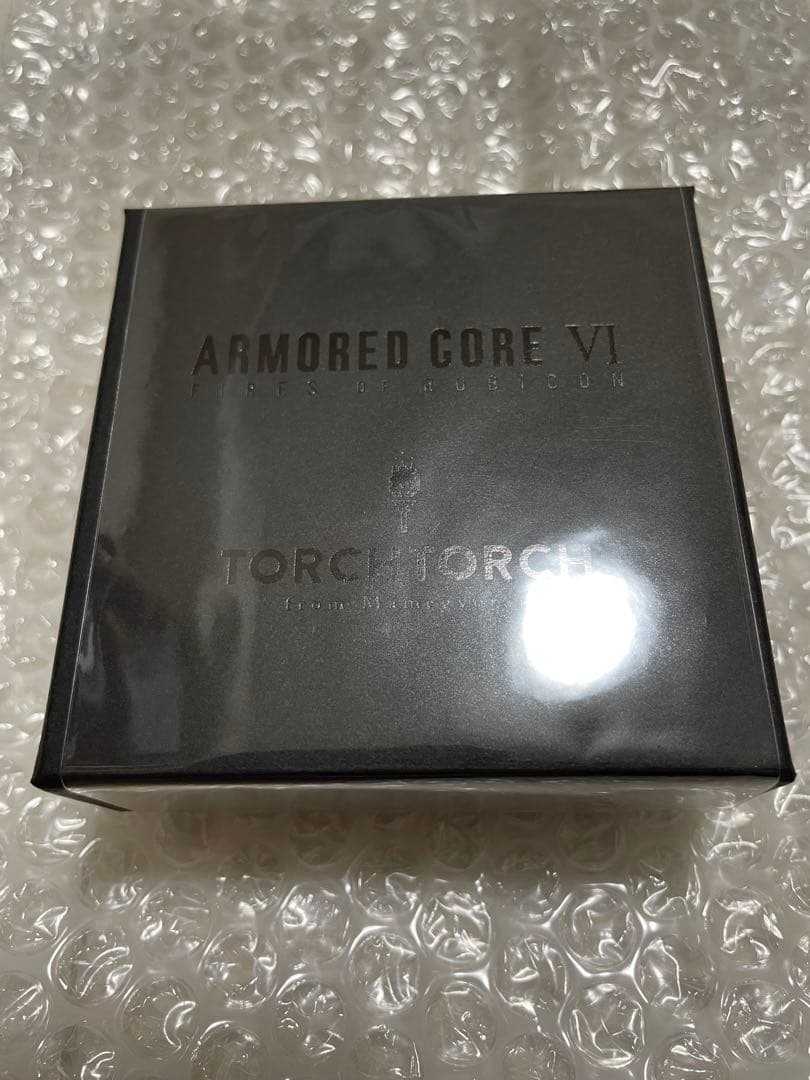 ARMORED CORE VI
FIRES OF RUBICON
TORCHTORCH
from